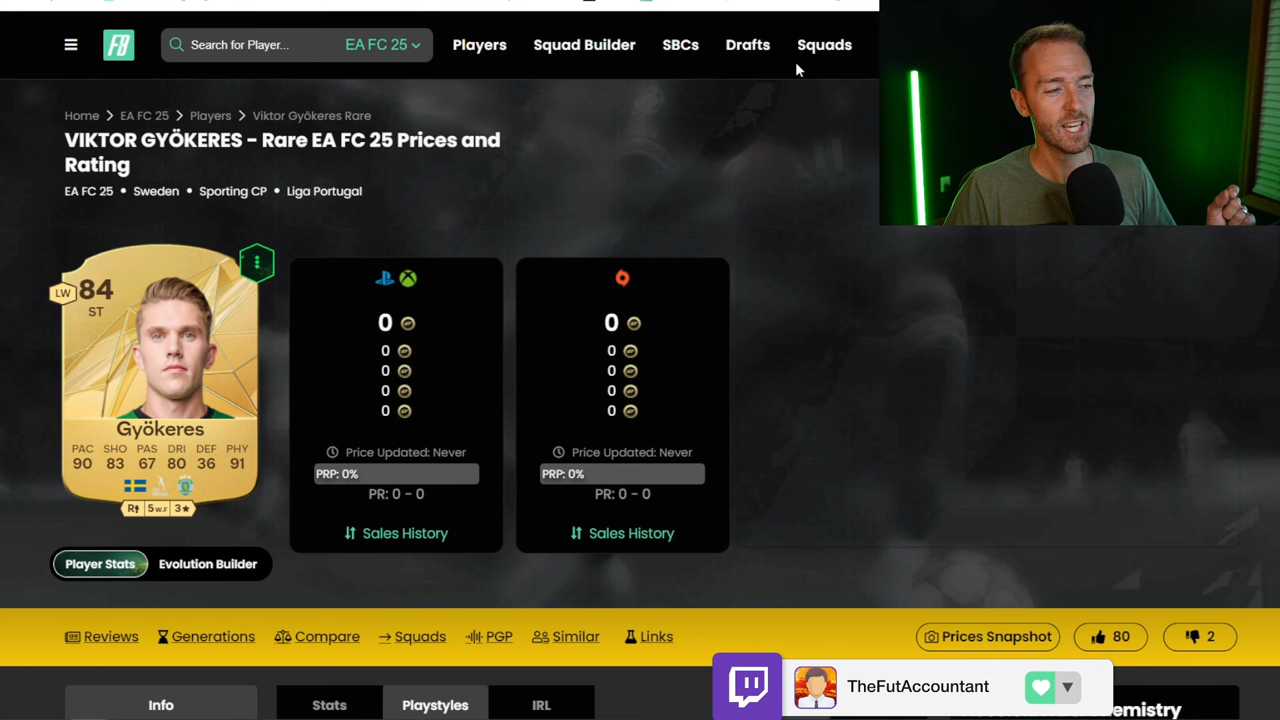 F8
Search for Player...
EA FC 25
Players
Squad Builder
SBCs
Drafts
Squads
Home > EA FC 25 > Players > Viktor Gyökeres Rare
VIKTOR GYÖKERES - Rare EA FC 25 Prices and
Rating
EA FC 25 • Sweden • Sporting CP • Liga Portugal
LW
84
ST
Gyökeres
PAC SHO PAS DRI DEF PHY
90 83 67 80 36 91
R 5 W.F 3★
0
0
0
0
0
Price Updated: Never
PRP: 0%
PR: 0 - 0
Sales History
0
0
0
0
0
Price Updated: Never
PRP: 0%
PR: 0 - 0
Sales History
Player Stats
Evolution Builder
Reviews
Generations
Compare
Squads
PGP
Similar
Links
Prices Snapshot
80
2
TheFutAccountant
Info
Stats
Playstyles
IRL